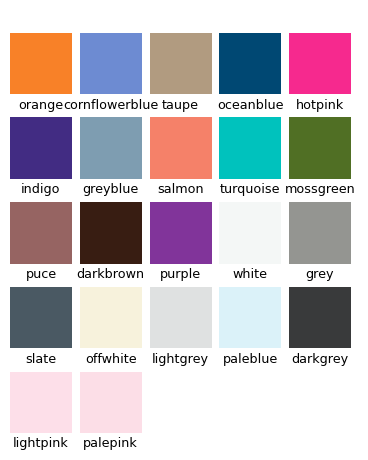 orange cornflowerblue taupe oceanblue hotpink
indigo greyblue salmon turquoise mossgreen
puce darkbrown purple white grey
slate offwhite lightgrey paleblue darkgrey
lightpink palepink